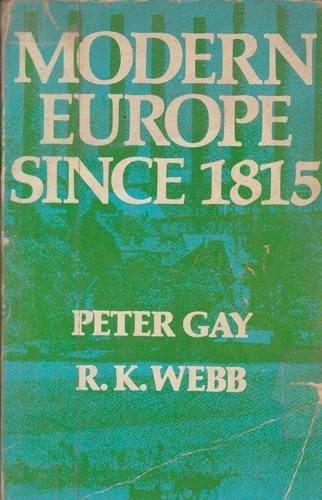 MODERN
EUROPE
SINCE 1815
PETER GAY
R. K. WEBB